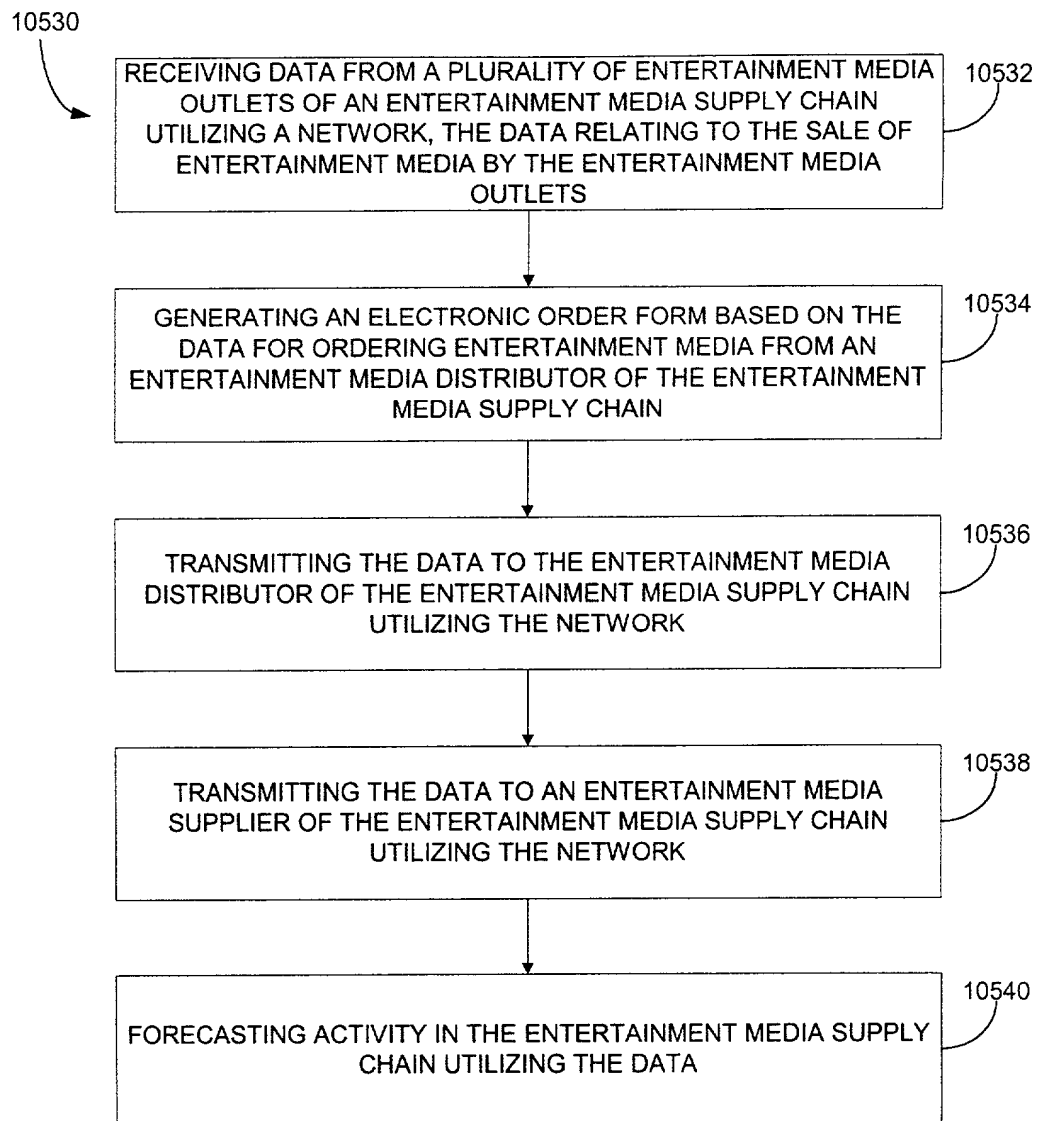 10530
RECEIVING DATA FROM A PLURALITY OF ENTERTAINMENT MEDIA
OUTLETS OF AN ENTERTAINMENT MEDIA SUPPLY CHAIN
UTILIZING A NETWORK, THE DATA RELATING TO THE SALE OF
ENTERTAINMENT MEDIA BY THE ENTERTAINMENT MEDIA
OUTLETS
10532
GENERATING AN ELECTRONIC ORDER FORM BASED ON THE
DATA FOR ORDERING ENTERTAINMENT MEDIA FROM AN
ENTERTAINMENT MEDIA DISTRIBUTOR OF THE ENTERTAINMENT
MEDIA SUPPLY CHAIN
10534
TRANSMITTING THE DATA TO THE ENTERTAINMENT MEDIA
DISTRIBUTOR OF THE ENTERTAINMENT MEDIA SUPPLY CHAIN
UTILIZING THE NETWORK
10536
TRANSMITTING THE DATA TO AN ENTERTAINMENT MEDIA
SUPPLIER OF THE ENTERTAINMENT MEDIA SUPPLY CHAIN
UTILIZING THE NETWORK
10538
FORECASTING ACTIVITY IN THE ENTERTAINMENT MEDIA SUPPLY
CHAIN UTILIZING THE DATA
10540